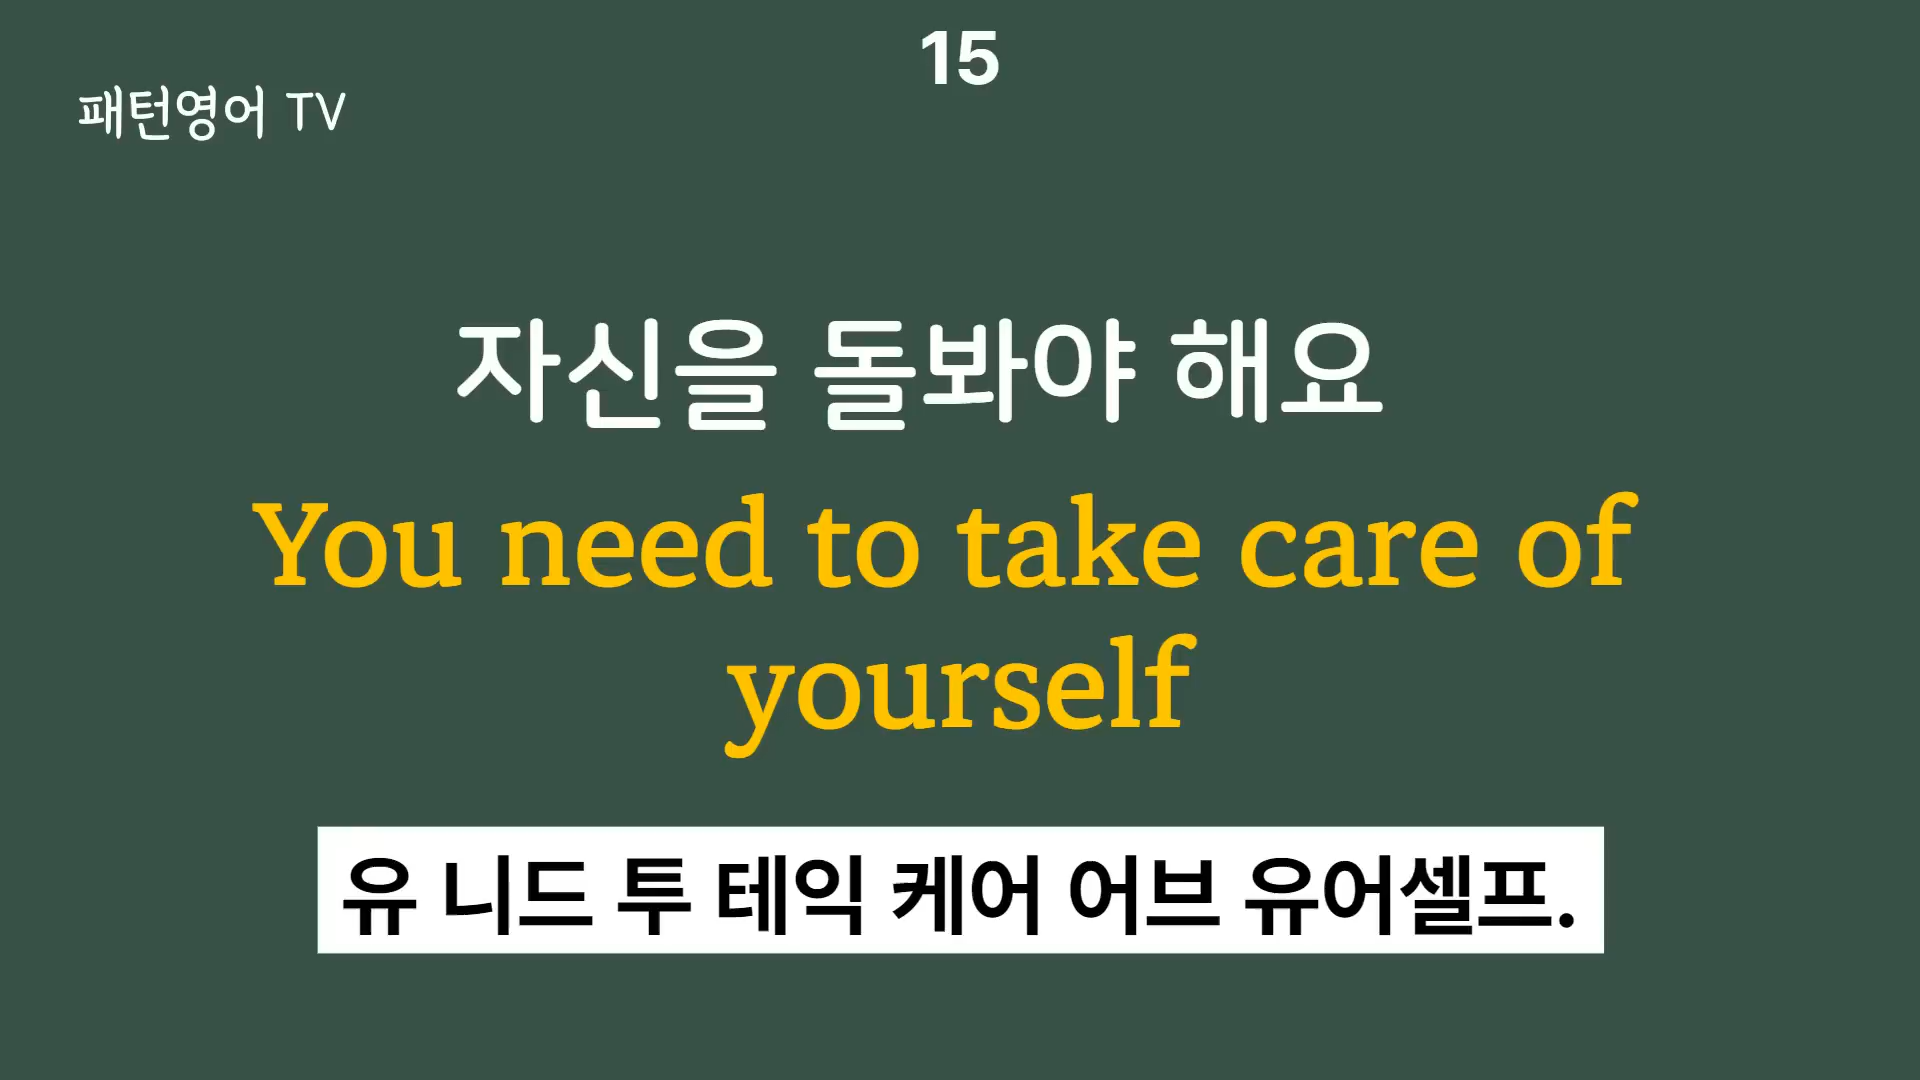 15
패턴영어 TV
자신을 돌봐야 해요
You need to take care of
yourself
유 니드 투 테익 케어 어브 유어셀프.